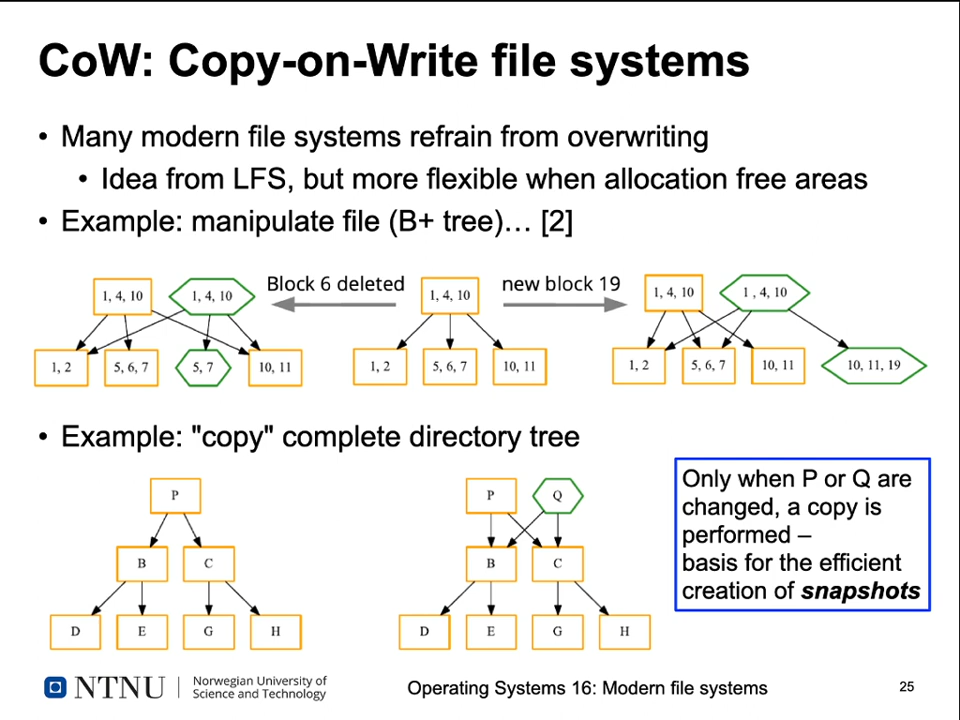 CoW: Copy-on-Write file systems
• Many modern file systems refrain from overwriting
• Idea from LFS, but more flexible when allocation free areas
• Example: manipulate file (B+ tree)… [2]
Block 6 deleted
new block 19
1, 4, 10
1, 4, 10
1, 4, 10
1, 4, 10
1 , 4, 10
1, 2
5, 6, 7
5, 7
10, 11
1, 2
5, 6, 7
10, 11
1, 2
5, 6, 7
10, 11
10, 11, 19
• Example: "copy" complete directory tree
P
B
C
D
E
G
H
P
Q
B
C
D
E
G
H
Only when P or Q are
changed, a copy is
performed –
basis for the efficient
creation of snapshots
NTNU
Norwegian University of
Science and Technology
Operating Systems 16: Modern file systems
25